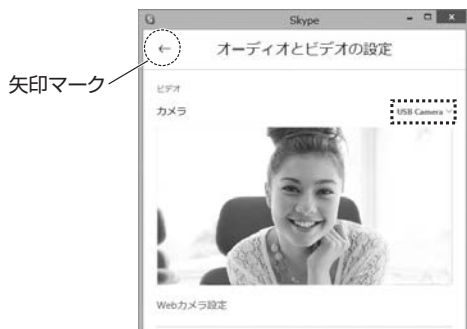 Skype
オーディオとビデオの設定
矢印マーク
ビデオ
カメラ
USB Camera
Webカメラ設定